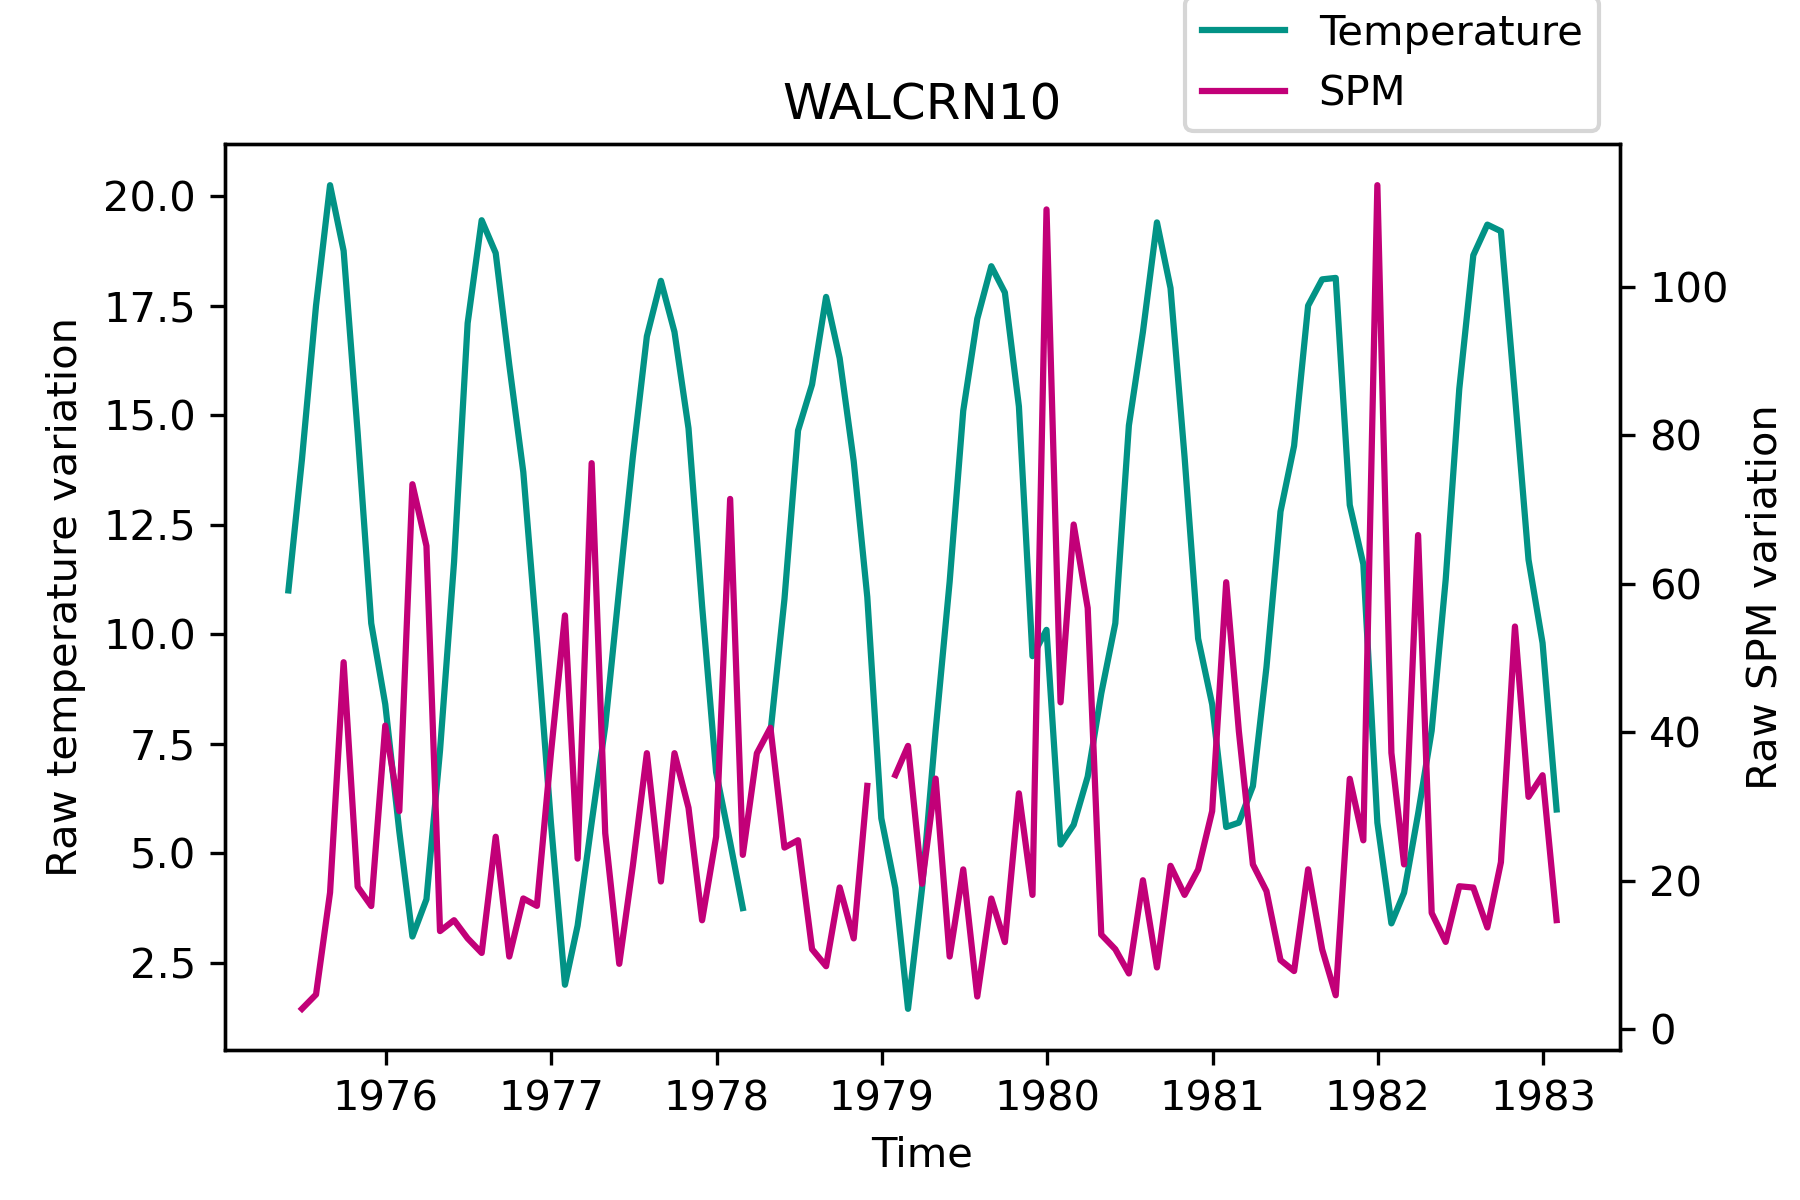 Temperature
SPM
WALCRN10
Raw temperature variation
20.0
17.5
15.0
12.5
10.0
7.5
5.0
2.5
100
80
60
40
20
0
Raw SPM variation
1976 1977 1978 1979 1980 1981 1982 1983
Time